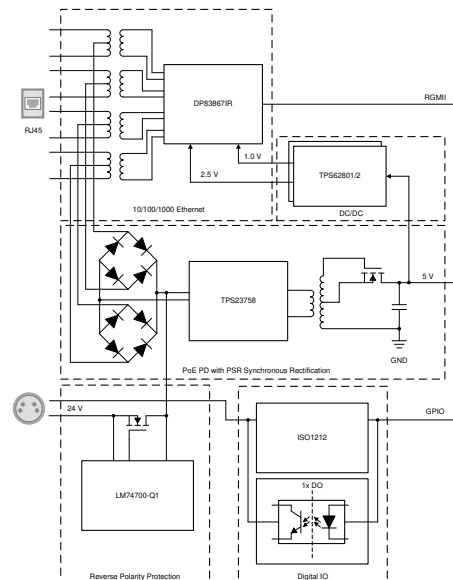 RJ45
DP83867IR
RGMII
1.0 V
2.5 V
TPS62801/2
10/100/1000 Ethernet
DC/DC
TPS23758
5 V
GND
PoE PD with PSR Synchronous Rectification
24 V
GPIO
ISO1212
LM74700-Q1
1x DO
Reverse Polarity Protection
Digital IO